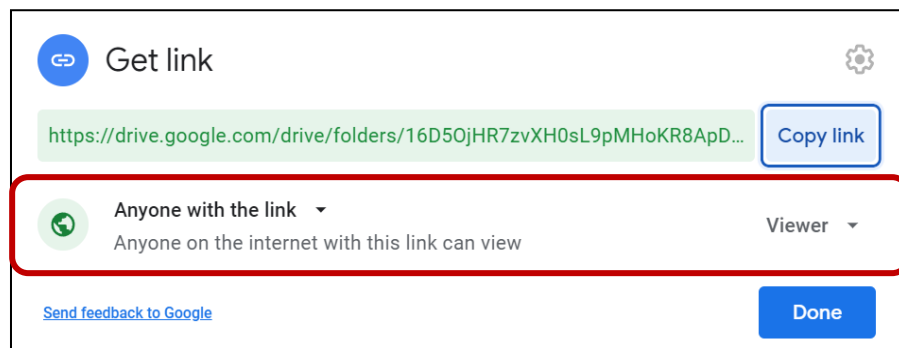 Get link
https://drive.google.com/drive/folders/16D5OjHR7zvXH0sL9pMHoKR8ApD...
Copy link
Anyone with the link
Anyone on the internet with this link can view
Viewer
Send feedback to Google
Done